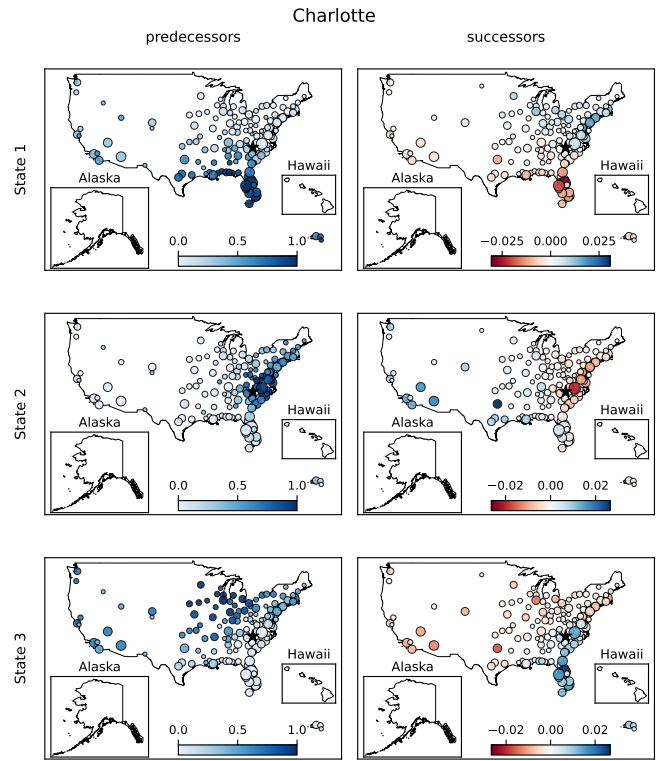 Charlotte
predecessors
successors
State 1
Alaska
Hawaii
0.0 0.5 1.0
Alaska
Hawaii
−0.025 0.000 0.025
State 2
Alaska
Hawaii
0.0 0.5 1.0
Alaska
Hawaii
−0.02 0.00 0.02
State 3
Alaska
Hawaii
0.0 0.5 1.0
Alaska
Hawaii
−0.02 0.00 0.02